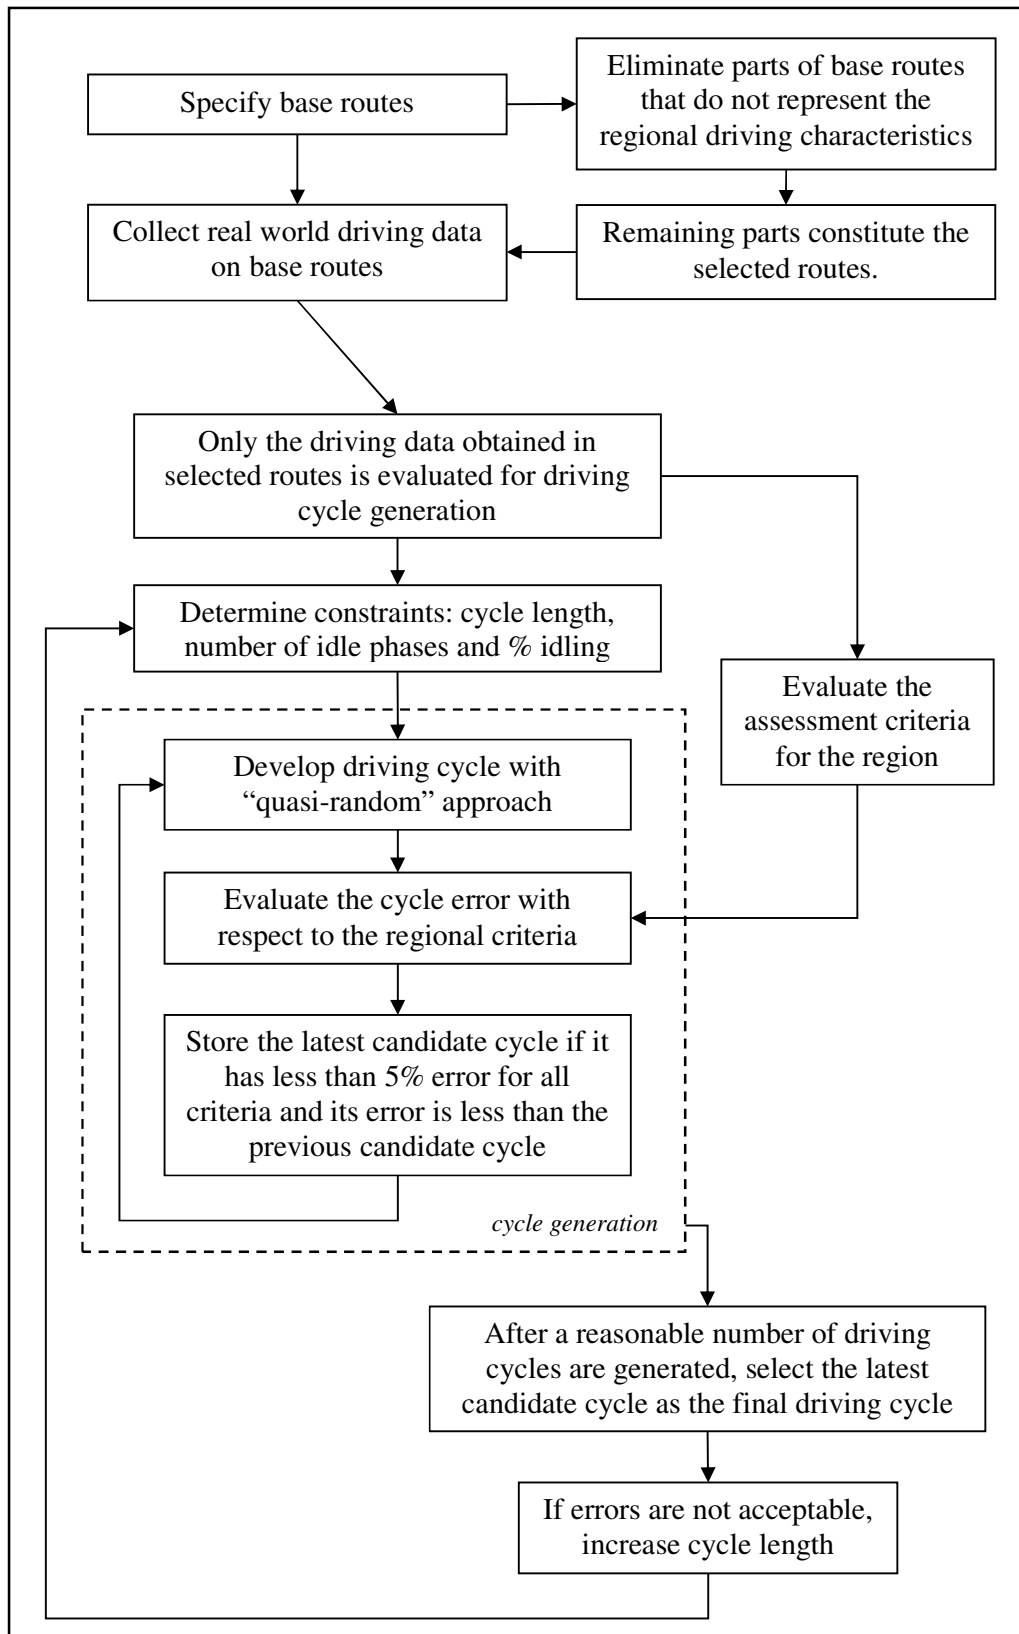 Specify base routes
Eliminate parts of base routes
that do not represent the
regional driving characteristics
Collect real world driving data
on base routes
Remaining parts constitute the
selected routes.
Only the driving data obtained in
selected routes is evaluated for driving
cycle generation
Determine constraints: cycle length,
number of idle phases and % idling
Evaluate the
assessment criteria
for the region
Develop driving cycle with
“quasi-random” approach
Evaluate the cycle error with
respect to the regional criteria
Store the latest candidate cycle if it
has less than 5% error for all
criteria and its error is less than the
previous candidate cycle
cycle generation
After a reasonable number of driving
cycles are generated, select the latest
candidate cycle as the final driving cycle
If errors are not acceptable,
increase cycle length